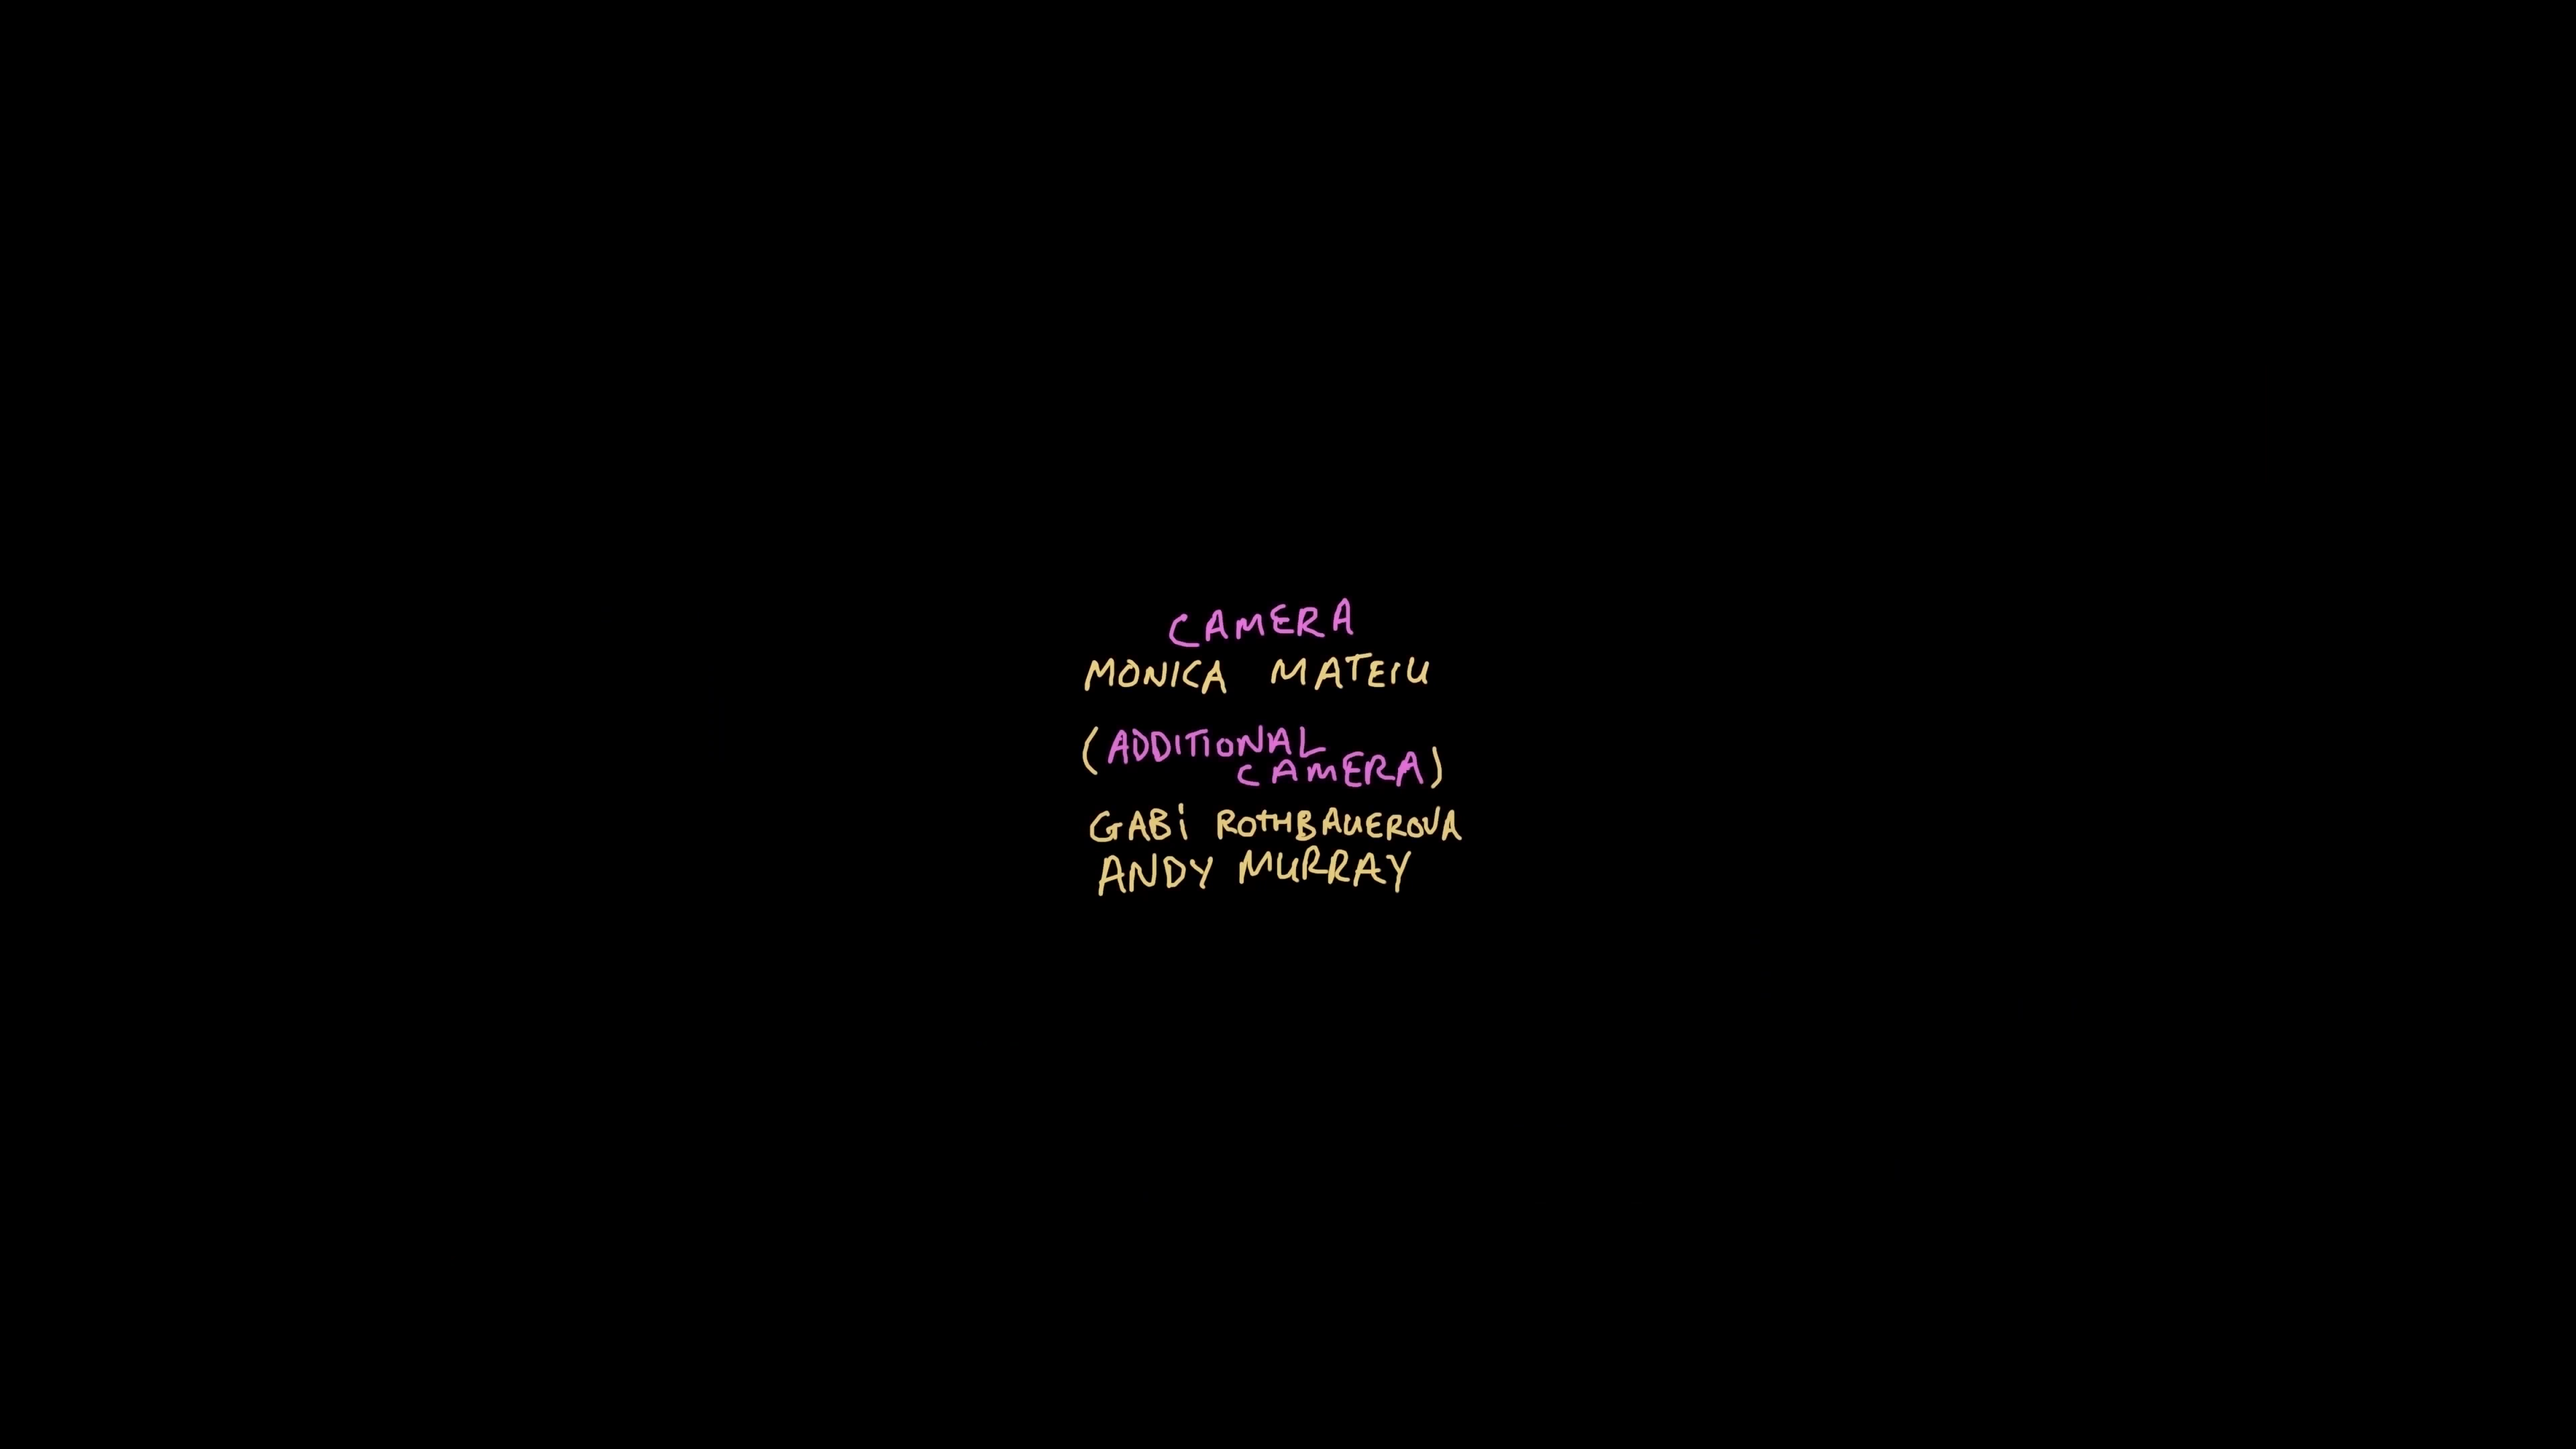 CAMERA
MONICA MATEIU
(ADDITIONAL
CAMERA)
GABi ROTHBAUEROVA
ANDY MURRAY